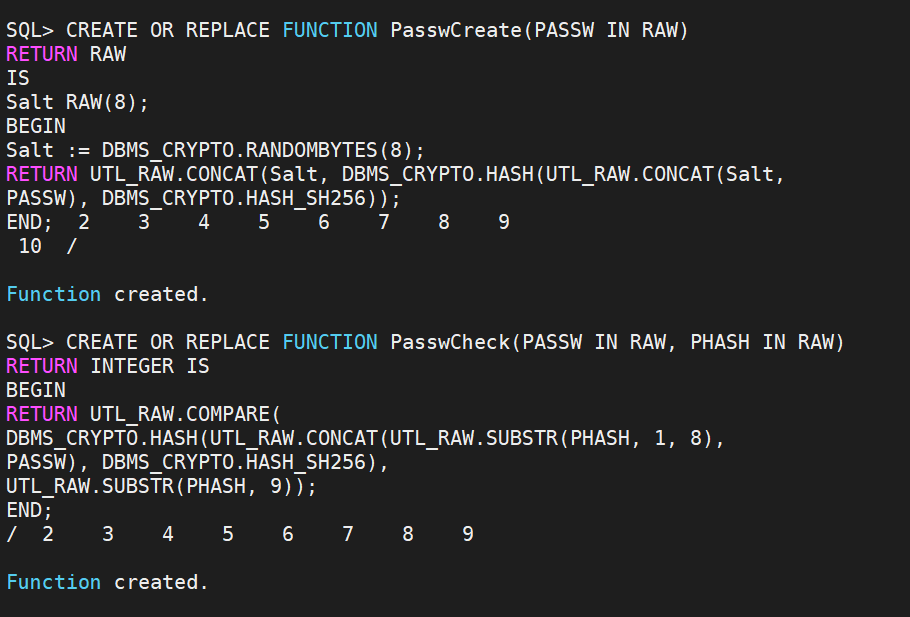 SQL> CREATE OR REPLACE FUNCTION PasswCreate(PASSW IN RAW)
RETURN RAW
IS
Salt RAW(8);
BEGIN
Salt := DBMS_CRYPTO.RANDOMBYTES(8);
RETURN UTL_RAW.CONCAT(Salt, DBMS_CRYPTO.HASH(UTL_RAW.CONCAT(Salt,
PASSW), DBMS_CRYPTO.HASH_SH256));
END;  2    3    4    5    6    7    8    9
 10  /
Function created.
SQL> CREATE OR REPLACE FUNCTION PasswCheck(PASSW IN RAW, PHASH IN RAW)
RETURN INTEGER IS
BEGIN
RETURN UTL_RAW.COMPARE(
DBMS_CRYPTO.HASH(UTL_RAW.CONCAT(UTL_RAW.SUBSTR(PHASH, 1, 8),
PASSW), DBMS_CRYPTO.HASH_SH256),
UTL_RAW.SUBSTR(PHASH, 9));
END;
/  2    3    4    5    6    7    8    9
Function created.